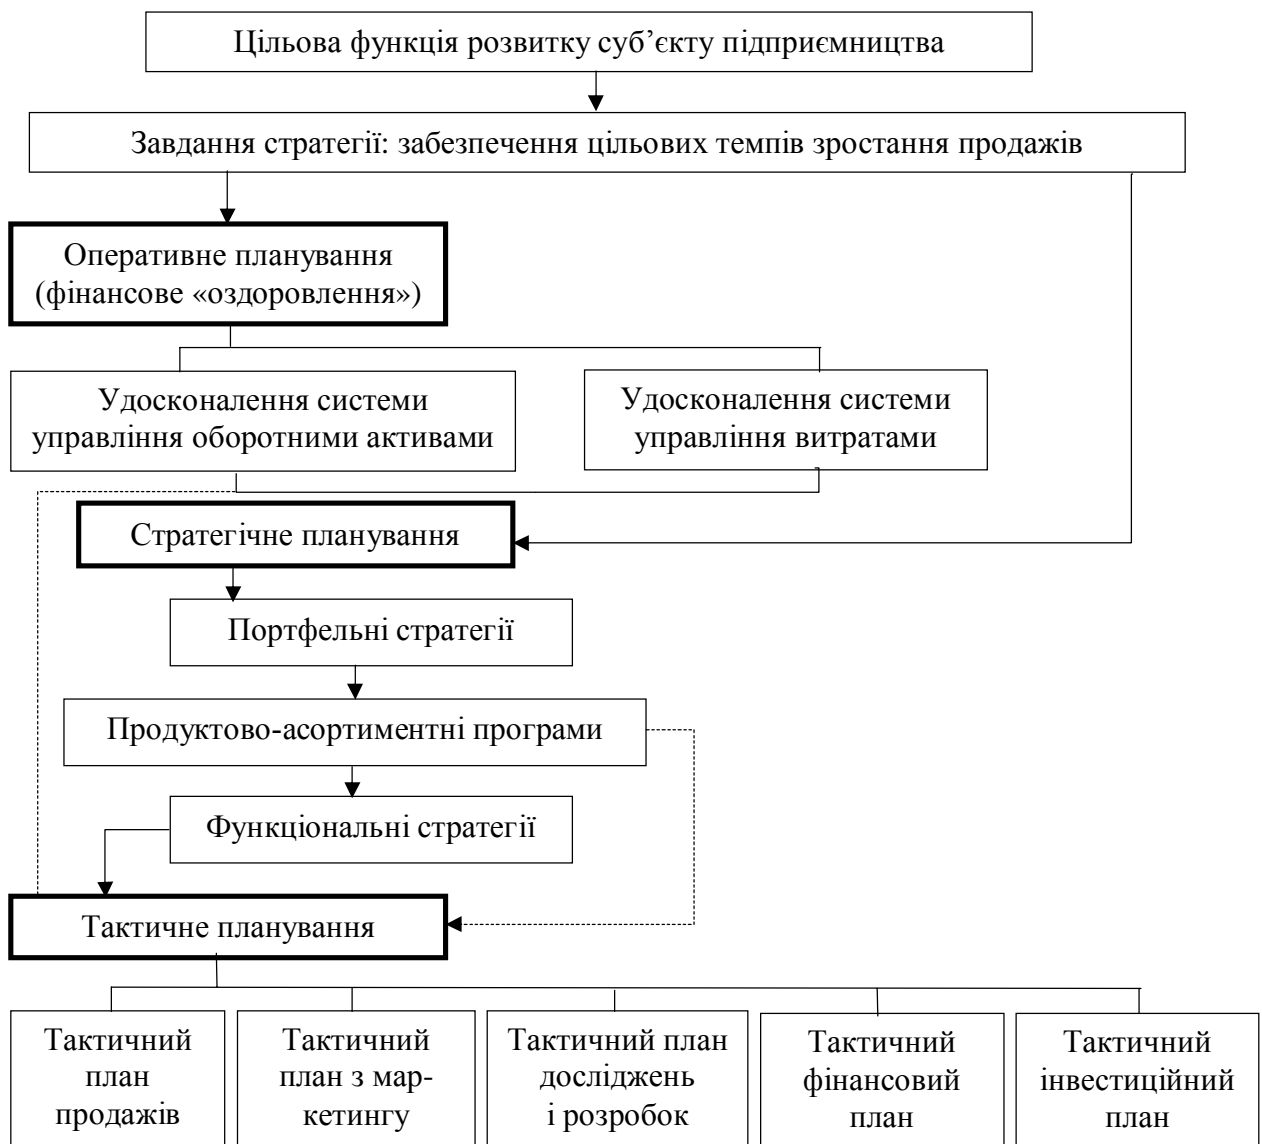 Цільова функція розвитку суб’єкту підприємництва
Завдання стратегії: забезпечення цільових темпів зростання продажів
Оперативне планування
(фінансове «оздоровлення»)
Удосконалення системи
управління оборотними активами
Удосконалення системи
управління витратами
Стратегічне планування
Портфельні стратегії
Продуктово-асортиментні програми
Функціональні стратегії
Тактичне планування
Тактичний
план
продажів
Тактичний
план з мар-
кетингу
Тактичний план
досліджень
і розробок
Тактичний
фінансовий
план
Тактичний
інвестиційний
план